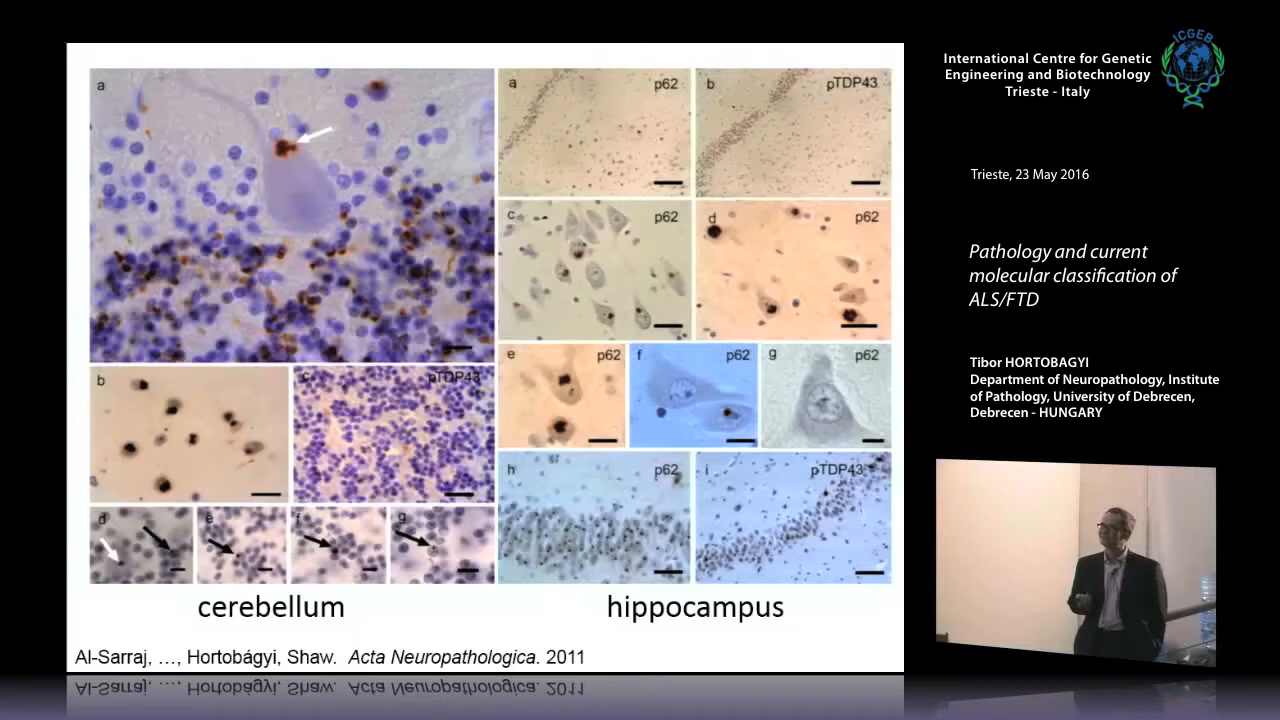 a
b
c
pTDP43
d
e
f
g
a
p62
b
pTDP43
c
p62
d
p62
e
p62
f
p62
g
p62
h
p62
i
pTDP43
cerebellum
hippocampus
Al-Sarraj, …, Hortobágyi, Shaw. Acta Neuropathologica. 2011
International Centre for Genetic
Engineering and Biotechnology
Trieste - Italy
ICGEB
Trieste, 23 May 2016
Pathology and current
molecular classification of
ALS/FTD
Tibor HORTOBAGYI
Department of Neuropathology, Institute
of Pathology, University of Debrecen,
Debrecen - HUNGARY